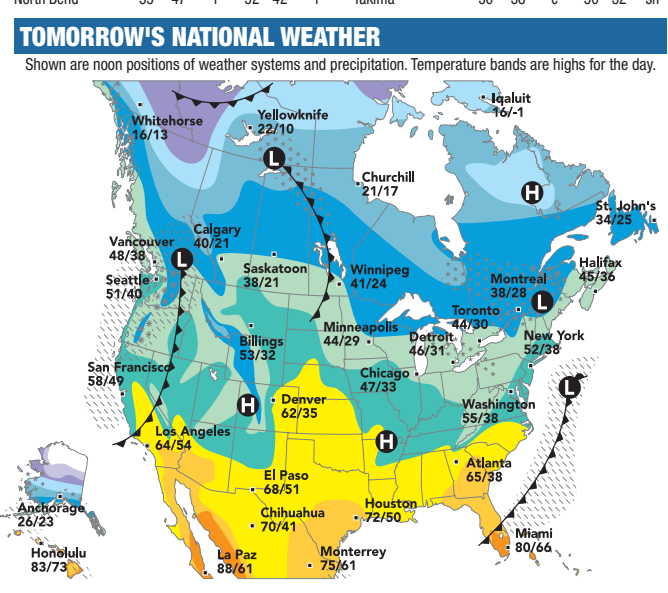 North Bend
Yakima
TOMORROW'S NATIONAL WEATHER
Shown are noon positions of weather systems and precipitation. Temperature bands are highs for the day.
Iqaluit
16/-1
Whitehorse
16/13
Yellowknife
22/10
L
Churchill
21/17
H
St. John's
34/25
Calgary
40/21
Vancouver
48/38
L
Seattle
51/40
Saskatoon
38/21
Winnipeg
41/24
Montreal
38/28
L
Halifax
45/36
Toronto
44/30
Minneapolis
44/29
Detroit
46/31
New York
52/38
Billings
53/32
San Francisco
58/49
Chicago
47/33
L
Denver
62/35
H
Washington
55/38
Los Angeles
64/54
H
Atlanta
65/38
El Paso
68/51
Anchorage
26/23
Chihuahua
70/41
Houston
72/50
Miami
80/66
Honolulu
83/73
La Paz
88/61
Monterrey
75/61